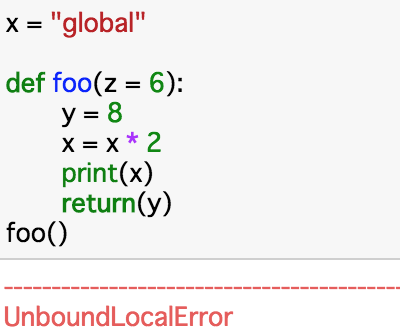 x = "global"
def foo(z = 6):
    y = 8
    x = x * 2
    print(x)
    return(y)
foo()
---------------------------------------------
UnboundLocalError